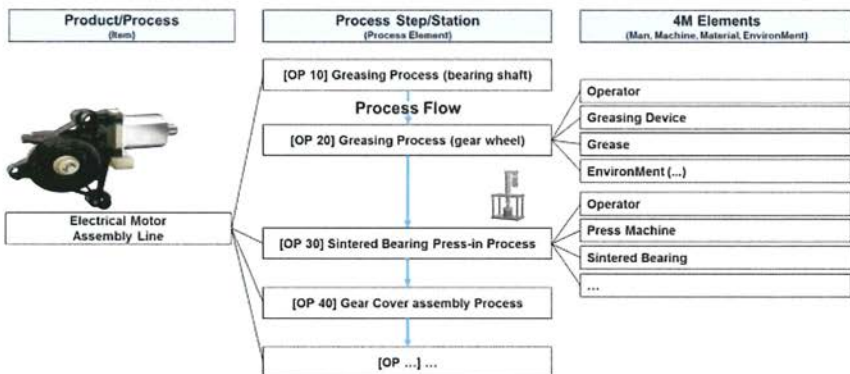 Product/Process
(Item)
Process Step/Station
(Process Element)
4M Elements
(Man, Machine, Material, EnvironMent)
[OP 10] Greasing Process (bearing shaft)
Process Flow
[OP 20] Greasing Process (gear wheel)
[OP 30] Sintered Bearing Press-in Process
[OP 40] Gear Cover assembly Process
[OP ...] ...
Electrical Motor
Assembly Line
Operator
Greasing Device
Grease
EnvironMent (...)
Operator
Press Machine
Sintered Bearing
...